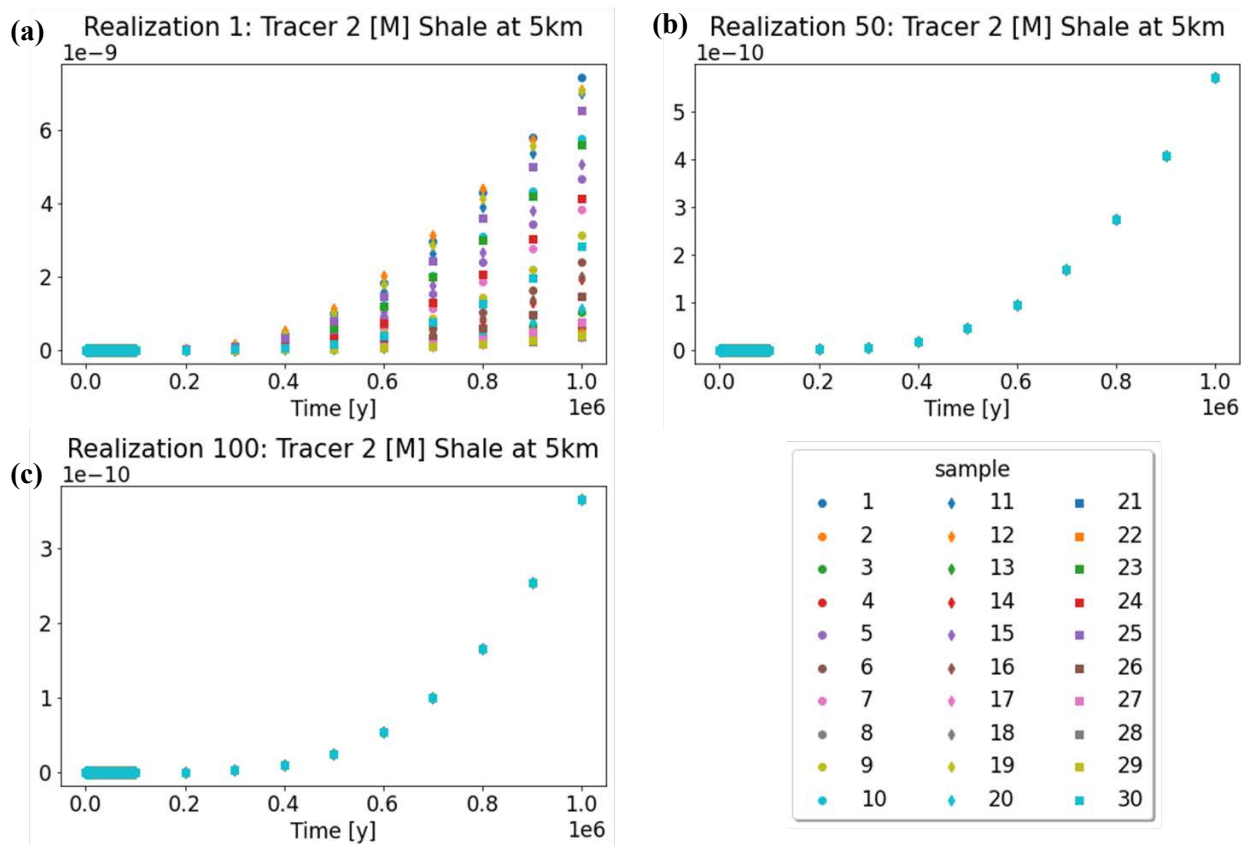 (a) Realization 1: Tracer 2 [M] Shale at 5km
1e−9
6
4
2
0
0.0 0.2 0.4 0.6 0.8 1.0
Time [y] 1e6
(b) Realization 50: Tracer 2 [M] Shale at 5km
1e−10
5
4
3
2
1
0
0.0 0.2 0.4 0.6 0.8 1.0
Time [y] 1e6
(c) Realization 100: Tracer 2 [M] Shale at 5km
1e−10
3
2
1
0
0.0 0.2 0.4 0.6 0.8 1.0
Time [y] 1e6
sample
1 11 21
2 12 22
3 13 23
4 14 24
5 15 25
6 16 26
7 17 27
8 18 28
9 19 29
10 20 30